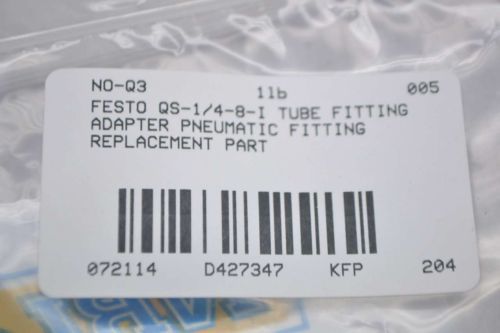 NO-Q3 11b 005
FESTO QS-1/4-8-I TUBE FITTING
ADAPTER PNEUMATIC FITTING
REPLACEMENT PART
072114 D427347 KFP 204